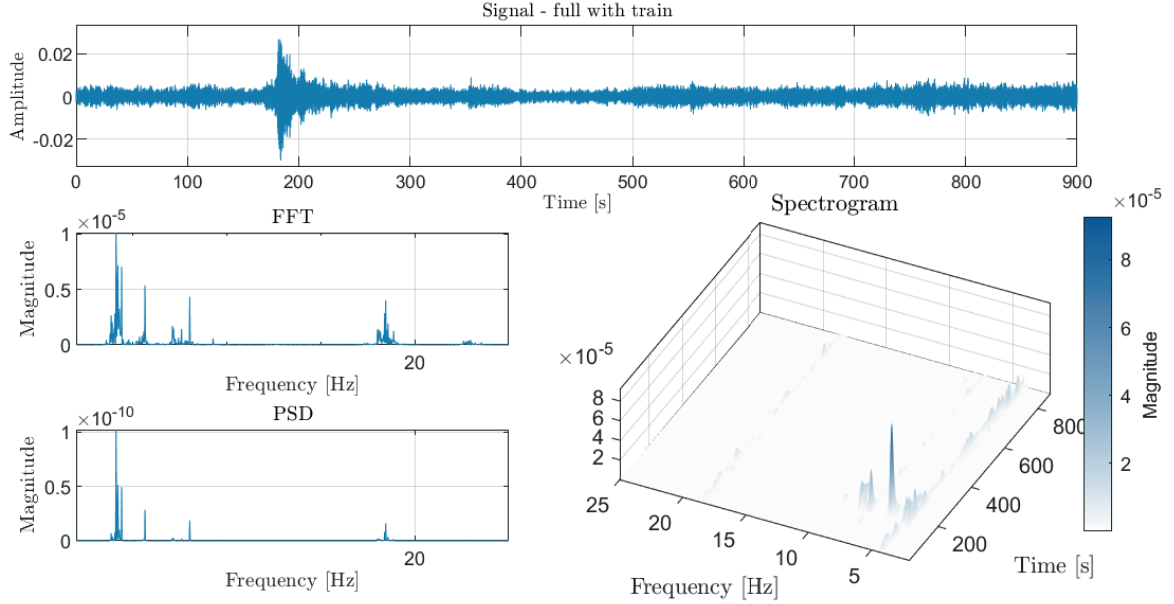 Signal - full with train
Amplitude
0.02
0
-0.02
0 100 200 300 400 500 600 700 800 900
Time [s]
FFT
×10⁻⁵
Magnitude
1
0.5
0
20
Frequency [Hz]
PSD
×10⁻¹⁰
Magnitude
1
0.5
0
20
Frequency [Hz]
Spectrogram
×10⁻⁵
8
6
4
2
25 20 15 10 5
Frequency [Hz]
200 400 600 800
Time [s]
×10⁻⁵
8
6
4
2
Magnitude